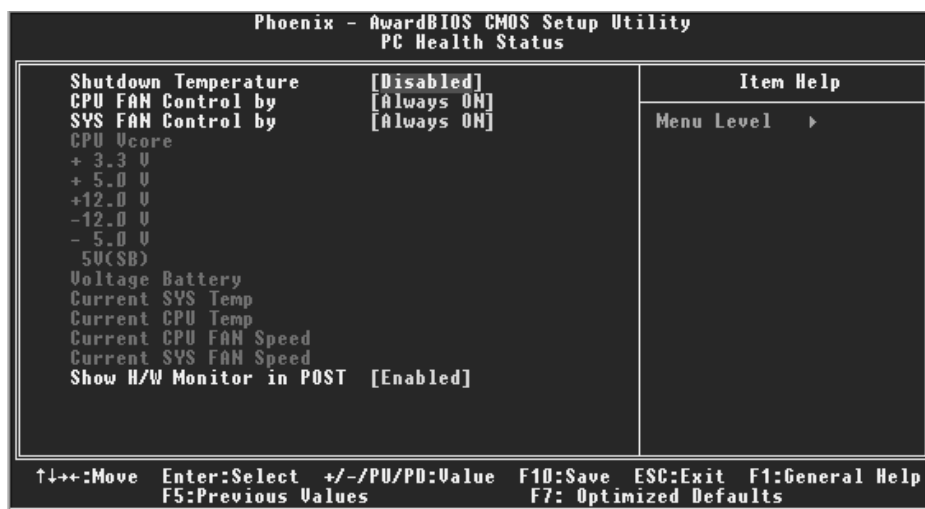 Phoenix - AwardBIOS CMOS Setup Utility
PC Health Status
Shutdown Temperature [Disabled]
CPU FAN Control by [Always ON]
SYS FAN Control by [Always ON]
CPU Vcore
+ 3.3 V
+ 5.0 V
+12.0 V
-12.0 V
- 5.0 V
5V(SB)
Voltage Battery
Current SYS Temp
Current CPU Temp
Current CPU FAN Speed
Current SYS FAN Speed
Show H/W Monitor in POST [Enabled]
Item Help
Menu Level ▸
↑↓→←:Move Enter:Select +/-/PU/PD:Value F10:Save ESC:Exit F1:General Help
F5:Previous Values F7: Optimized Defaults